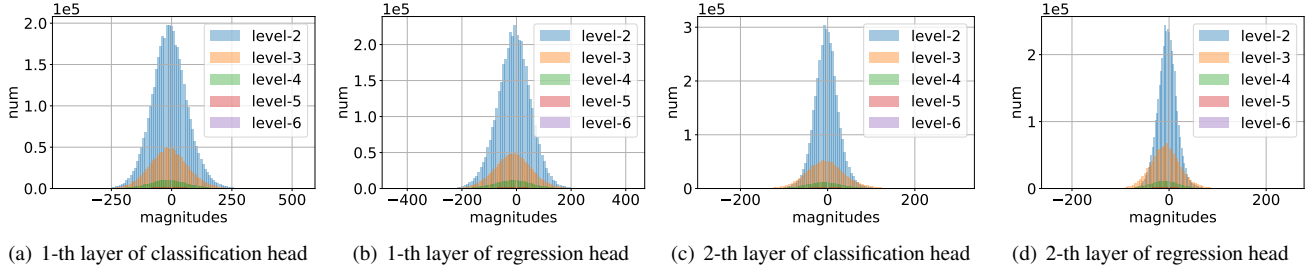 1e5
2.0
1.5
1.0
0.5
0.0
num
−250
0
250
500
magnitudes
level-2
level-3
level-4
level-5
level-6
(a) 1-th layer of classification head
1e5
2.0
1.5
1.0
0.5
0.0
num
−400
−200
0
200
400
magnitudes
level-2
level-3
level-4
level-5
level-6
(b) 1-th layer of regression head
1e5
3
2
1
0
num
−200
0
200
magnitudes
level-2
level-3
level-4
level-5
level-6
(c) 2-th layer of classification head
1e5
2
1
0
num
−200
0
200
magnitudes
level-2
level-3
level-4
level-5
level-6
(d) 2-th layer of regression head